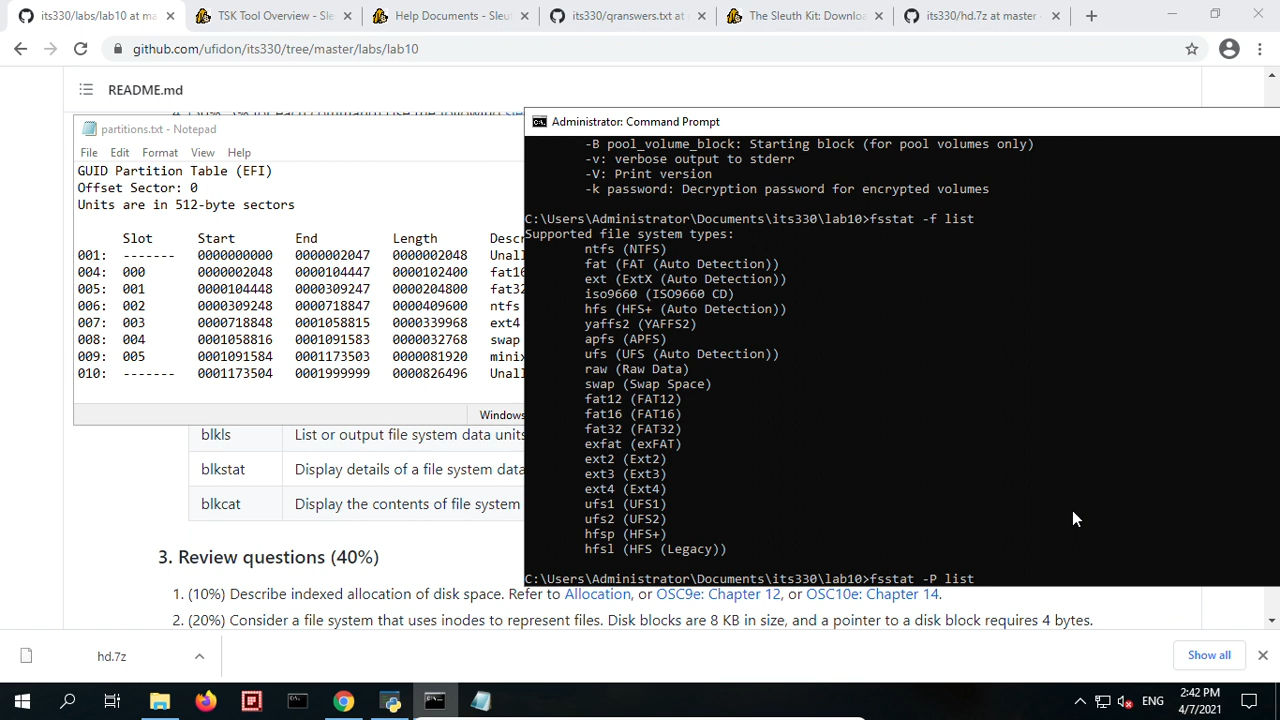 its330/labs/lab10 at ma
TSK Tool Overview - Sle
Help Documents - Sleut
its330/qranswers.txt at
The Sleuth Kit: Downloa
its330/hd.7z at master
github.com/ufidon/its330/tree/master/labs/lab10
README.md
partitions.txt - Notepad
File Edit Format View Help
GUID Partition Table (EFI)
Offset Sector: 0
Units are in 512-byte sectors
Slot Start End Length Descr
001: ------- 0000000000 0000002047 0000002048 Unall
004: 000 0000002048 0000104447 0000102400 fat16
005: 001 0000104448 0000309247 0000204800 fat32
006: 002 0000309248 0000718847 0000409600 ntfs
007: 003 0000718848 0001058815 0000339968 ext4
008: 004 0001058816 0001091583 0000032768 swap
009: 005 0001091584 0001173503 0000081920 minix
010: ------- 0001173504 0001999999 0000826496 Unall
Windows
Administrator: Command Prompt
-B pool_volume_block: Starting block (for pool volumes only)
-v: verbose output to stderr
-V: Print version
-k password: Decryption password for encrypted volumes
C:\Users\Administrator\Documents\its330\lab10>fsstat -f list
Supported file system types:
ntfs (NTFS)
fat (FAT (Auto Detection))
ext (ExtX (Auto Detection))
iso9660 (ISO9660 CD)
hfs (HFS+ (Auto Detection))
yaffs2 (YAFFS2)
apfs (APFS)
ufs (UFS (Auto Detection))
raw (Raw Data)
swap (Swap Space)
fat12 (FAT12)
fat16 (FAT16)
fat32 (FAT32)
exfat (exFAT)
ext2 (Ext2)
ext3 (Ext3)
ext4 (Ext4)
ufs1 (UFS1)
ufs2 (UFS2)
hfsp (HFS+)
hfsl (HFS (Legacy))
C:\Users\Administrator\Documents\its330\lab10>fsstat -P list
blkls List or output file system data units
blkstat Display details of a file system data
blkcat Display the contents of file system
3. Review questions (40%)
1. (10%) Describe indexed allocation of disk space. Refer to Allocation, or OSC9e: Chapter 12, or OSC10e: Chapter 14.
2. (20%) Consider a file system that uses inodes to represent files. Disk blocks are 8 KB in size, and a pointer to a disk block requires 4 bytes.
hd.7z
Show all
ENG
2:42 PM
4/7/2021